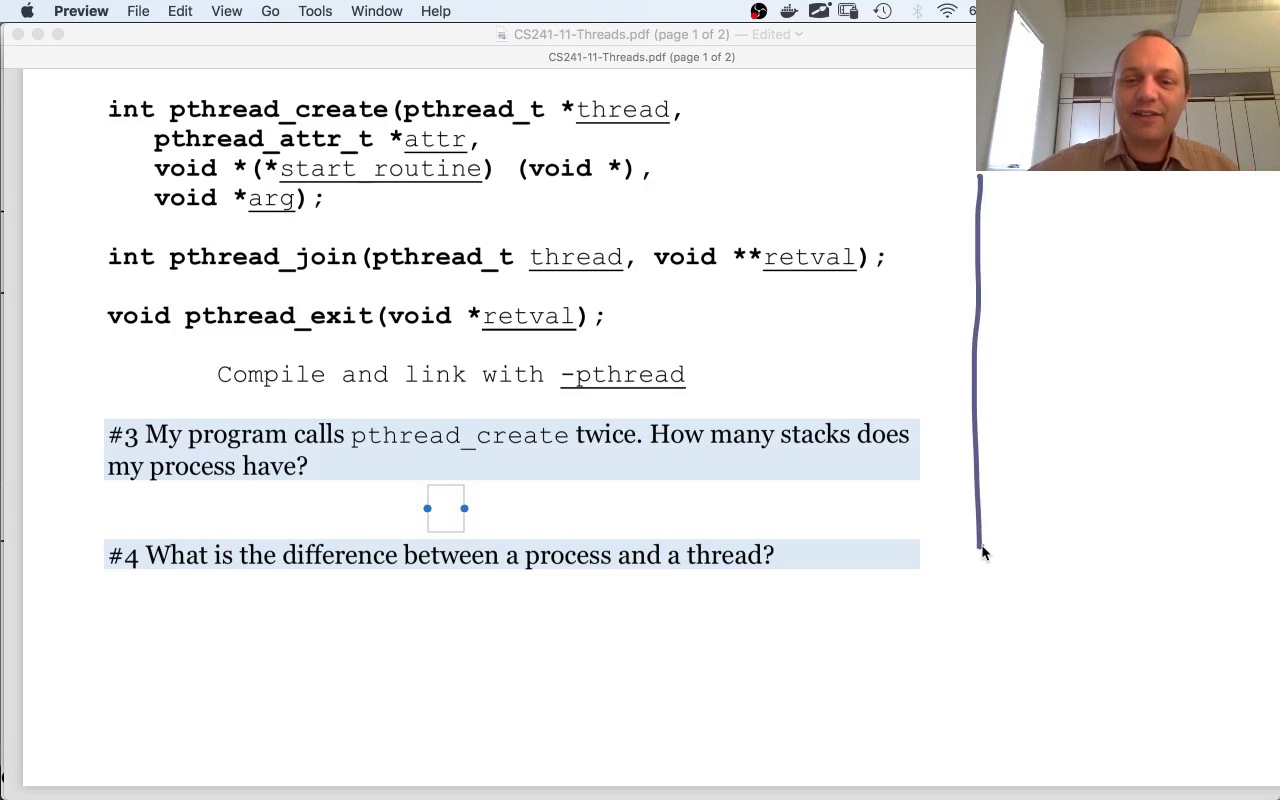 Preview File Edit View Go Tools Window Help 6
CS241-11-Threads.pdf (page 1 of 2) — Edited
CS241-11-Threads.pdf (page 1 of 2)
int pthread_create(pthread_t *thread,
pthread_attr_t *attr,
void *(*start_routine) (void *),
void *arg);
int pthread_join(pthread_t thread, void **retval);
void pthread_exit(void *retval);
Compile and link with -pthread
#3 My program calls pthread_create twice. How many stacks does
my process have?
#4 What is the difference between a process and a thread?